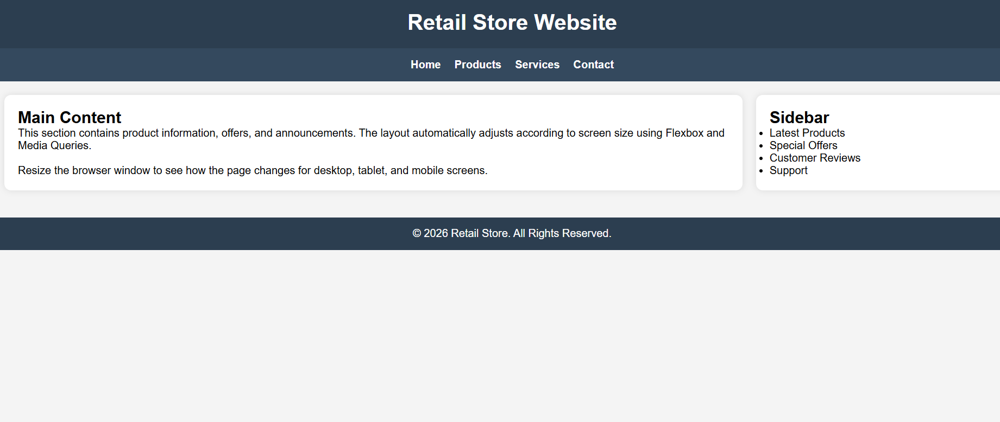 Retail Store Website
Home Products Services Contact
Main Content
This section contains product information, offers, and announcements. The layout automatically adjusts according to screen size using Flexbox and
Media Queries.
Resize the browser window to see how the page changes for desktop, tablet, and mobile screens.
Sidebar
• Latest Products
• Special Offers
• Customer Reviews
• Support
© 2026 Retail Store. All Rights Reserved.